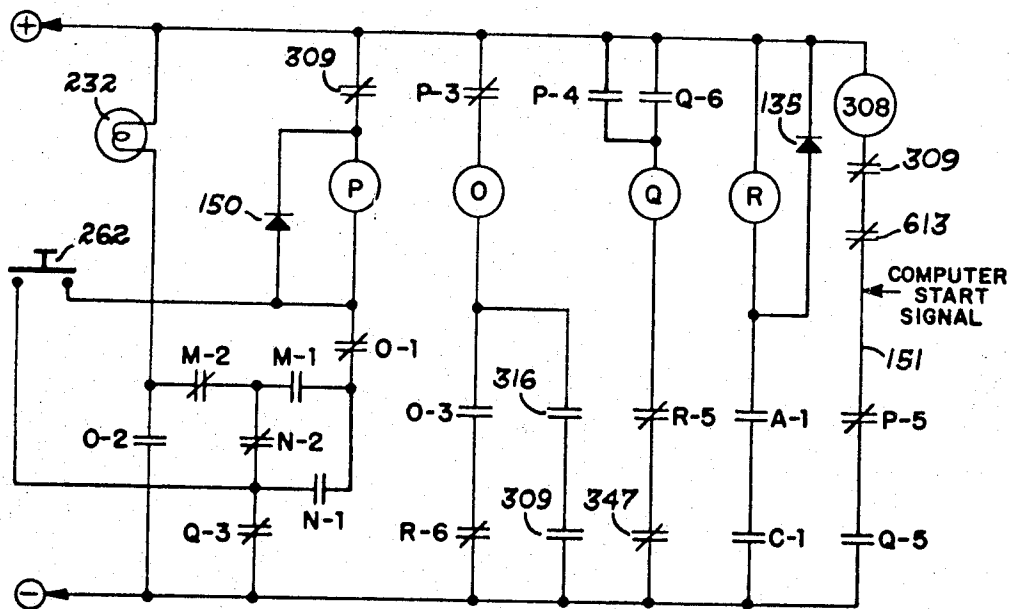 +
232
309
P-3
P-4
Q-6
135
308
309
150
P
O
Q
R
613
262
COMPUTER
START
SIGNAL
M-2
M-1
O-1
151
316
O-3
R-5
A-1
P-5
O-2
N-2
309
347
N-1
Q-3
R-6
C-1
Q-5
−